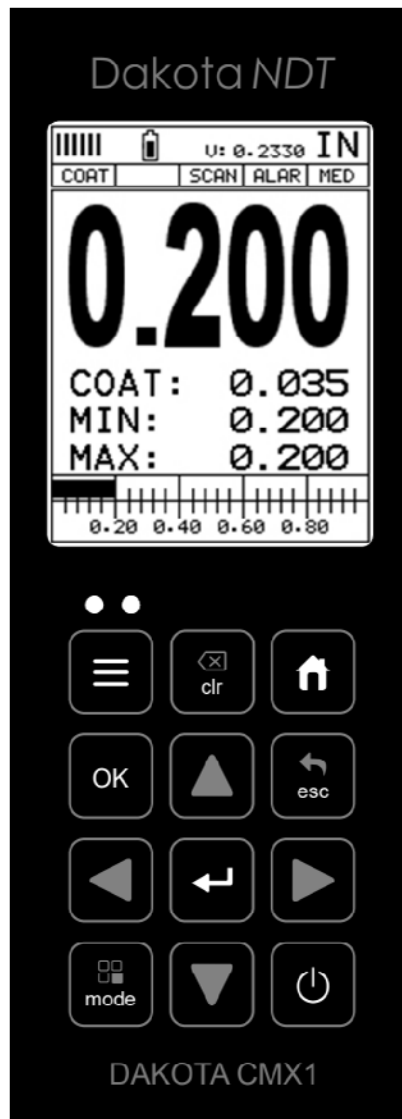 Dakota NDT
V: 0.2330 IN
COAT SCAN ALAR MED
0.200
COAT: 0.035
MIN: 0.200
MAX: 0.200
0.20 0.40 0.60 0.80
clr
OK
esc
mode
DAKOTA CMX1